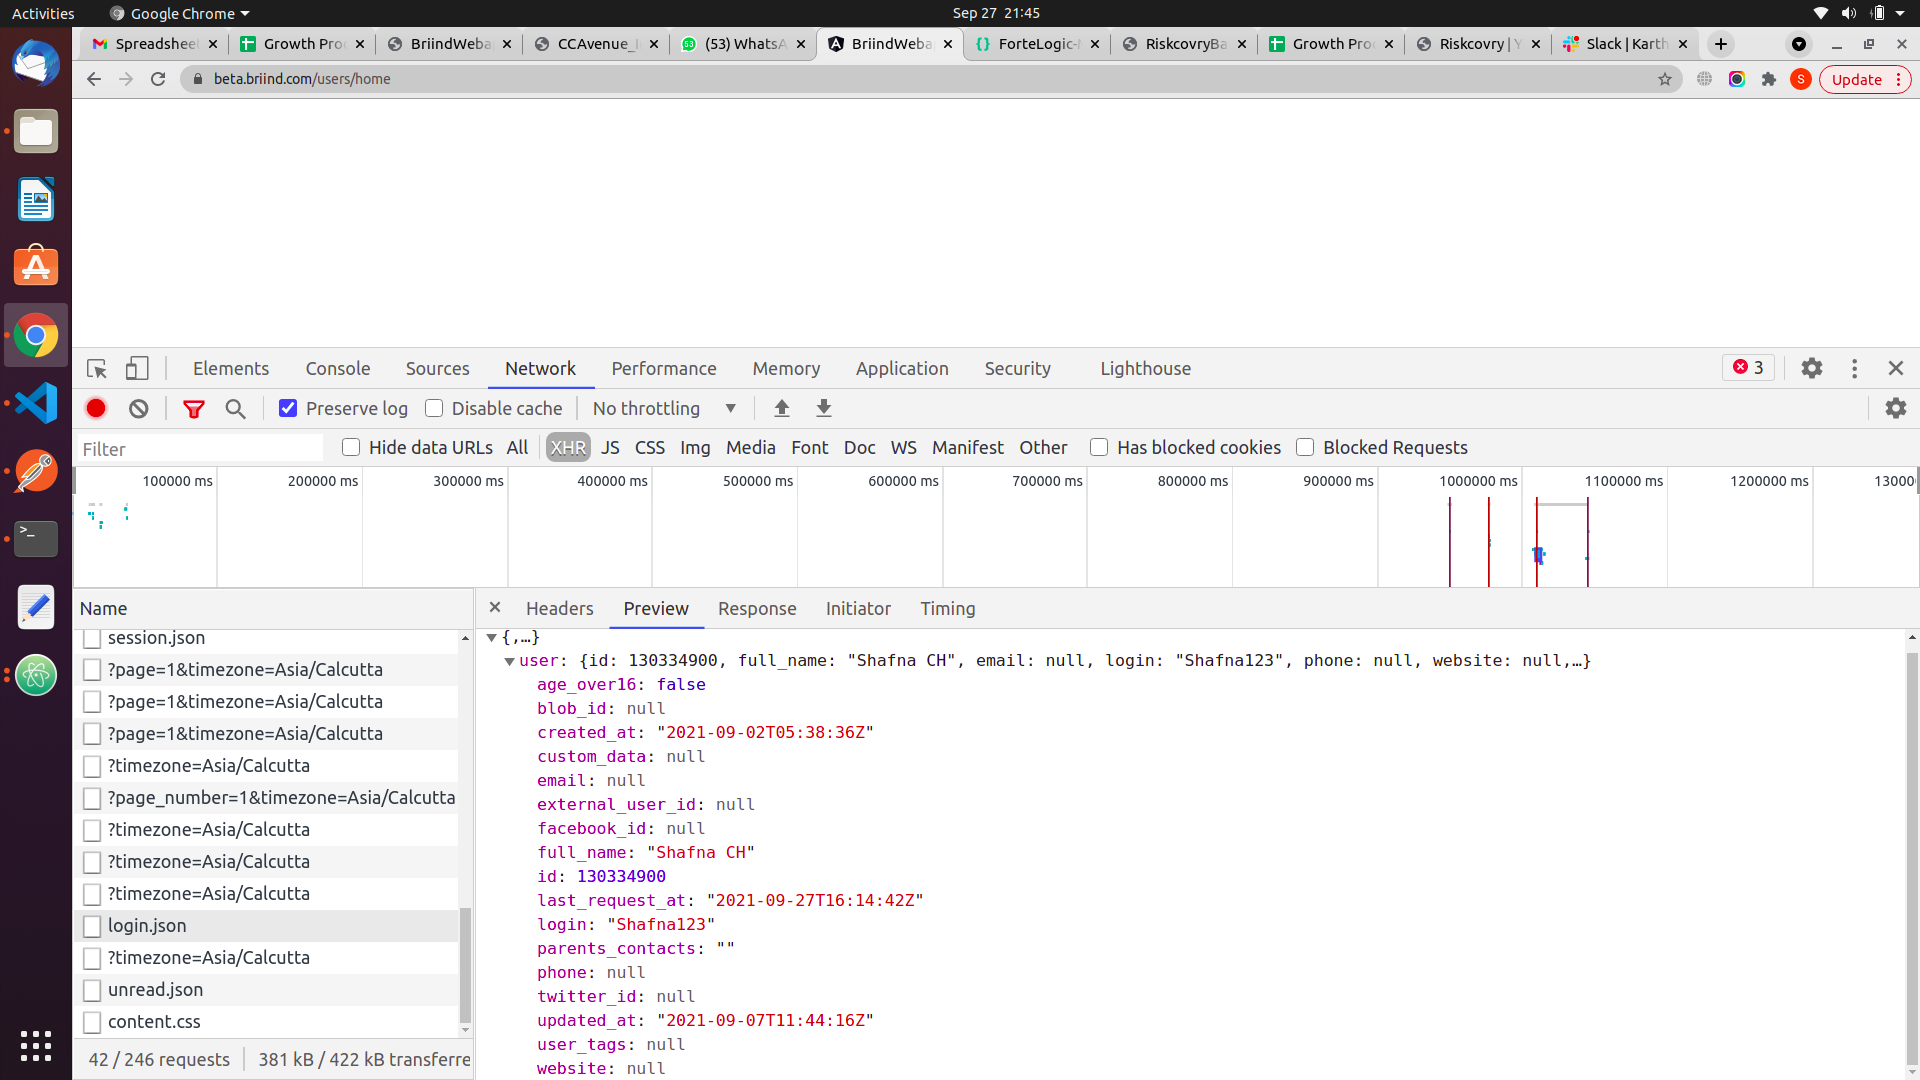 Activities
Google Chrome
Sep 27 21:45
Spreadshee
Growth Pro
BriindWeba
CCAvenue_I
(53) WhatsA
BriindWeba
ForteLogic-
RiskcovryBa
Growth Pro
Riskcovry | Y
Slack | Karth
beta.briind.com/users/home
S
Update
Elements
Console
Sources
Network
Performance
Memory
Application
Security
Lighthouse
3
Preserve log
Disable cache
No throttling
Filter
Hide data URLs
All
XHR
JS
CSS
Img
Media
Font
Doc
WS
Manifest
Other
Has blocked cookies
Blocked Requests
100000 ms
200000 ms
300000 ms
400000 ms
500000 ms
600000 ms
700000 ms
800000 ms
900000 ms
1000000 ms
1100000 ms
1200000 ms
13000
Name
session.json
?page=1&timezone=Asia/Calcutta
?page=1&timezone=Asia/Calcutta
?page=1&timezone=Asia/Calcutta
?timezone=Asia/Calcutta
?page_number=1&timezone=Asia/Calcutta
?timezone=Asia/Calcutta
?timezone=Asia/Calcutta
?timezone=Asia/Calcutta
login.json
?timezone=Asia/Calcutta
unread.json
content.css
42 / 246 requests
381 kB / 422 kB transferre
Headers
Preview
Response
Initiator
Timing
{,…}
user: {id: 130334900, full_name: "Shafna CH", email: null, login: "Shafna123", phone: null, website: null,…}
age_over16: false
blob_id: null
created_at: "2021-09-02T05:38:36Z"
custom_data: null
email: null
external_user_id: null
facebook_id: null
full_name: "Shafna CH"
id: 130334900
last_request_at: "2021-09-27T16:14:42Z"
login: "Shafna123"
parents_contacts: ""
phone: null
twitter_id: null
updated_at: "2021-09-07T11:44:16Z"
user_tags: null
website: null